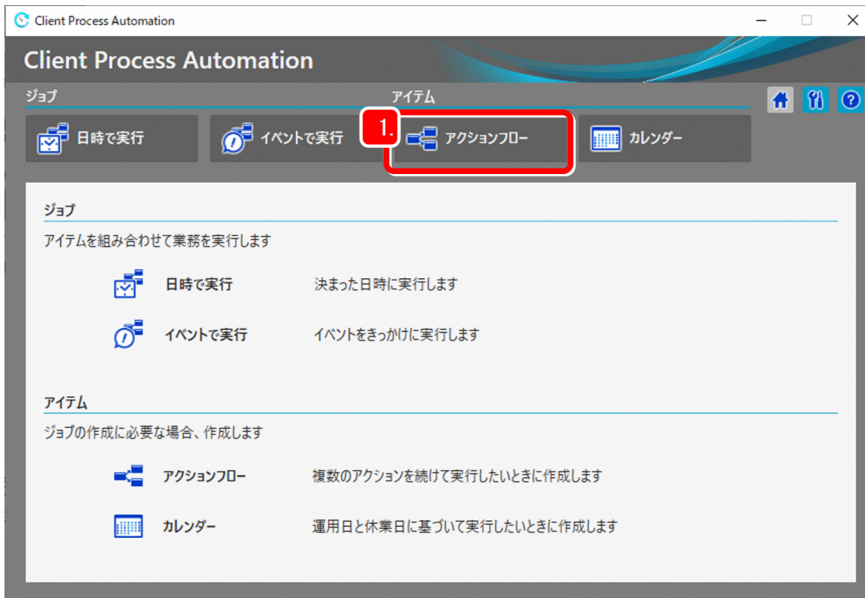 Client Process Automation
Client Process Automation
ジョブ
アイテム
日時で実行
イベントで実行
1.
アクションフロー
カレンダー
ジョブ
アイテムを組み合わせて業務を実行します
日時で実行 決まった日時に実行します
イベントで実行 イベントをきっかけに実行します
アイテム
ジョブの作成に必要な場合、作成します
アクションフロー 複数のアクションを続けて実行したいときに作成します
カレンダー 運用日と休業日に基づいて実行したいときに作成します